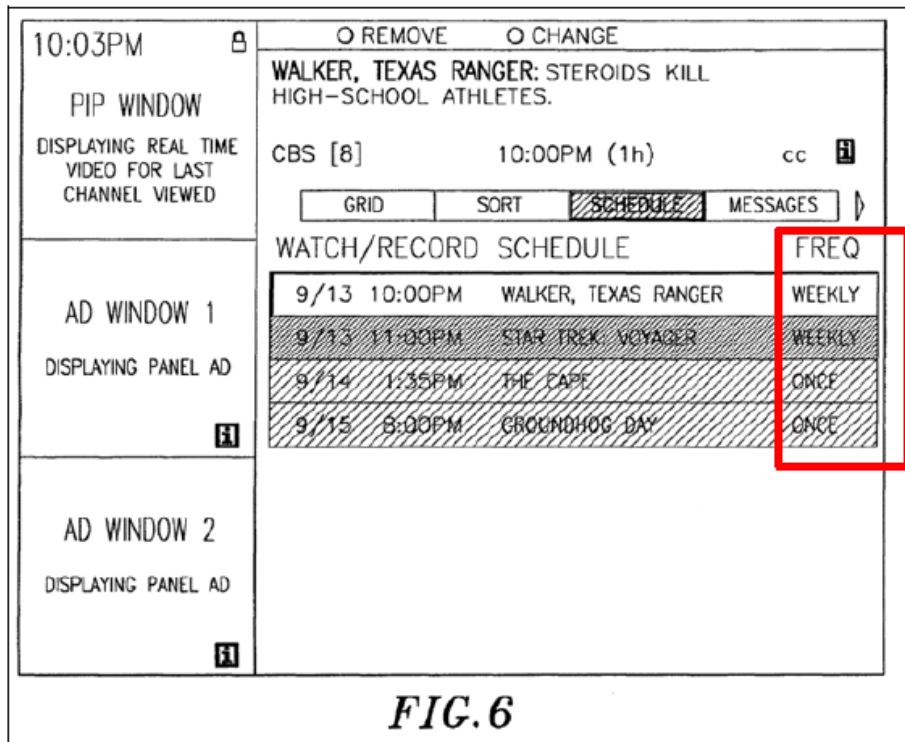 10:03PM
PIP WINDOW
DISPLAYING REAL TIME
VIDEO FOR LAST
CHANNEL VIEWED
AD WINDOW 1
DISPLAYING PANEL AD
i
AD WINDOW 2
DISPLAYING PANEL AD
i
REMOVE CHANGE
WALKER, TEXAS RANGER: STEROIDS KILL
HIGH-SCHOOL ATHLETES.
CBS [8] 10:00PM (1h) cc i
GRID SORT SCHEDULE MESSAGES
WATCH/RECORD SCHEDULE FREQ
9/13 10:00PM WALKER, TEXAS RANGER WEEKLY
9/13 11:00PM STAR TREK: VOYAGER WEEKLY
9/14 1:35PM THE CAPE ONCE
9/15 8:00PM GROUNDHOG DAY ONCE
FIG.6